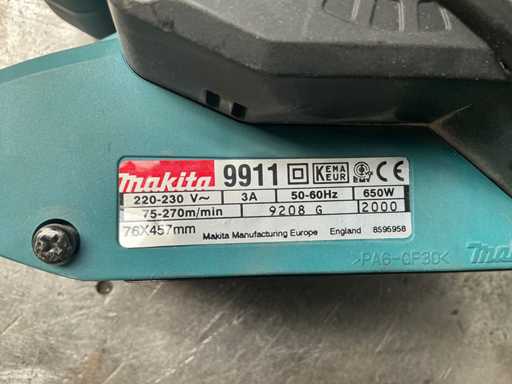 makita 9911 KEMA KEUR EMV CE
220-230 V~ 3A 50-60Hz 650W
75-270m/min 9208 G 2000
76X457mm Makita Manufacturing Europe England 8595958
>PA6-GF30<